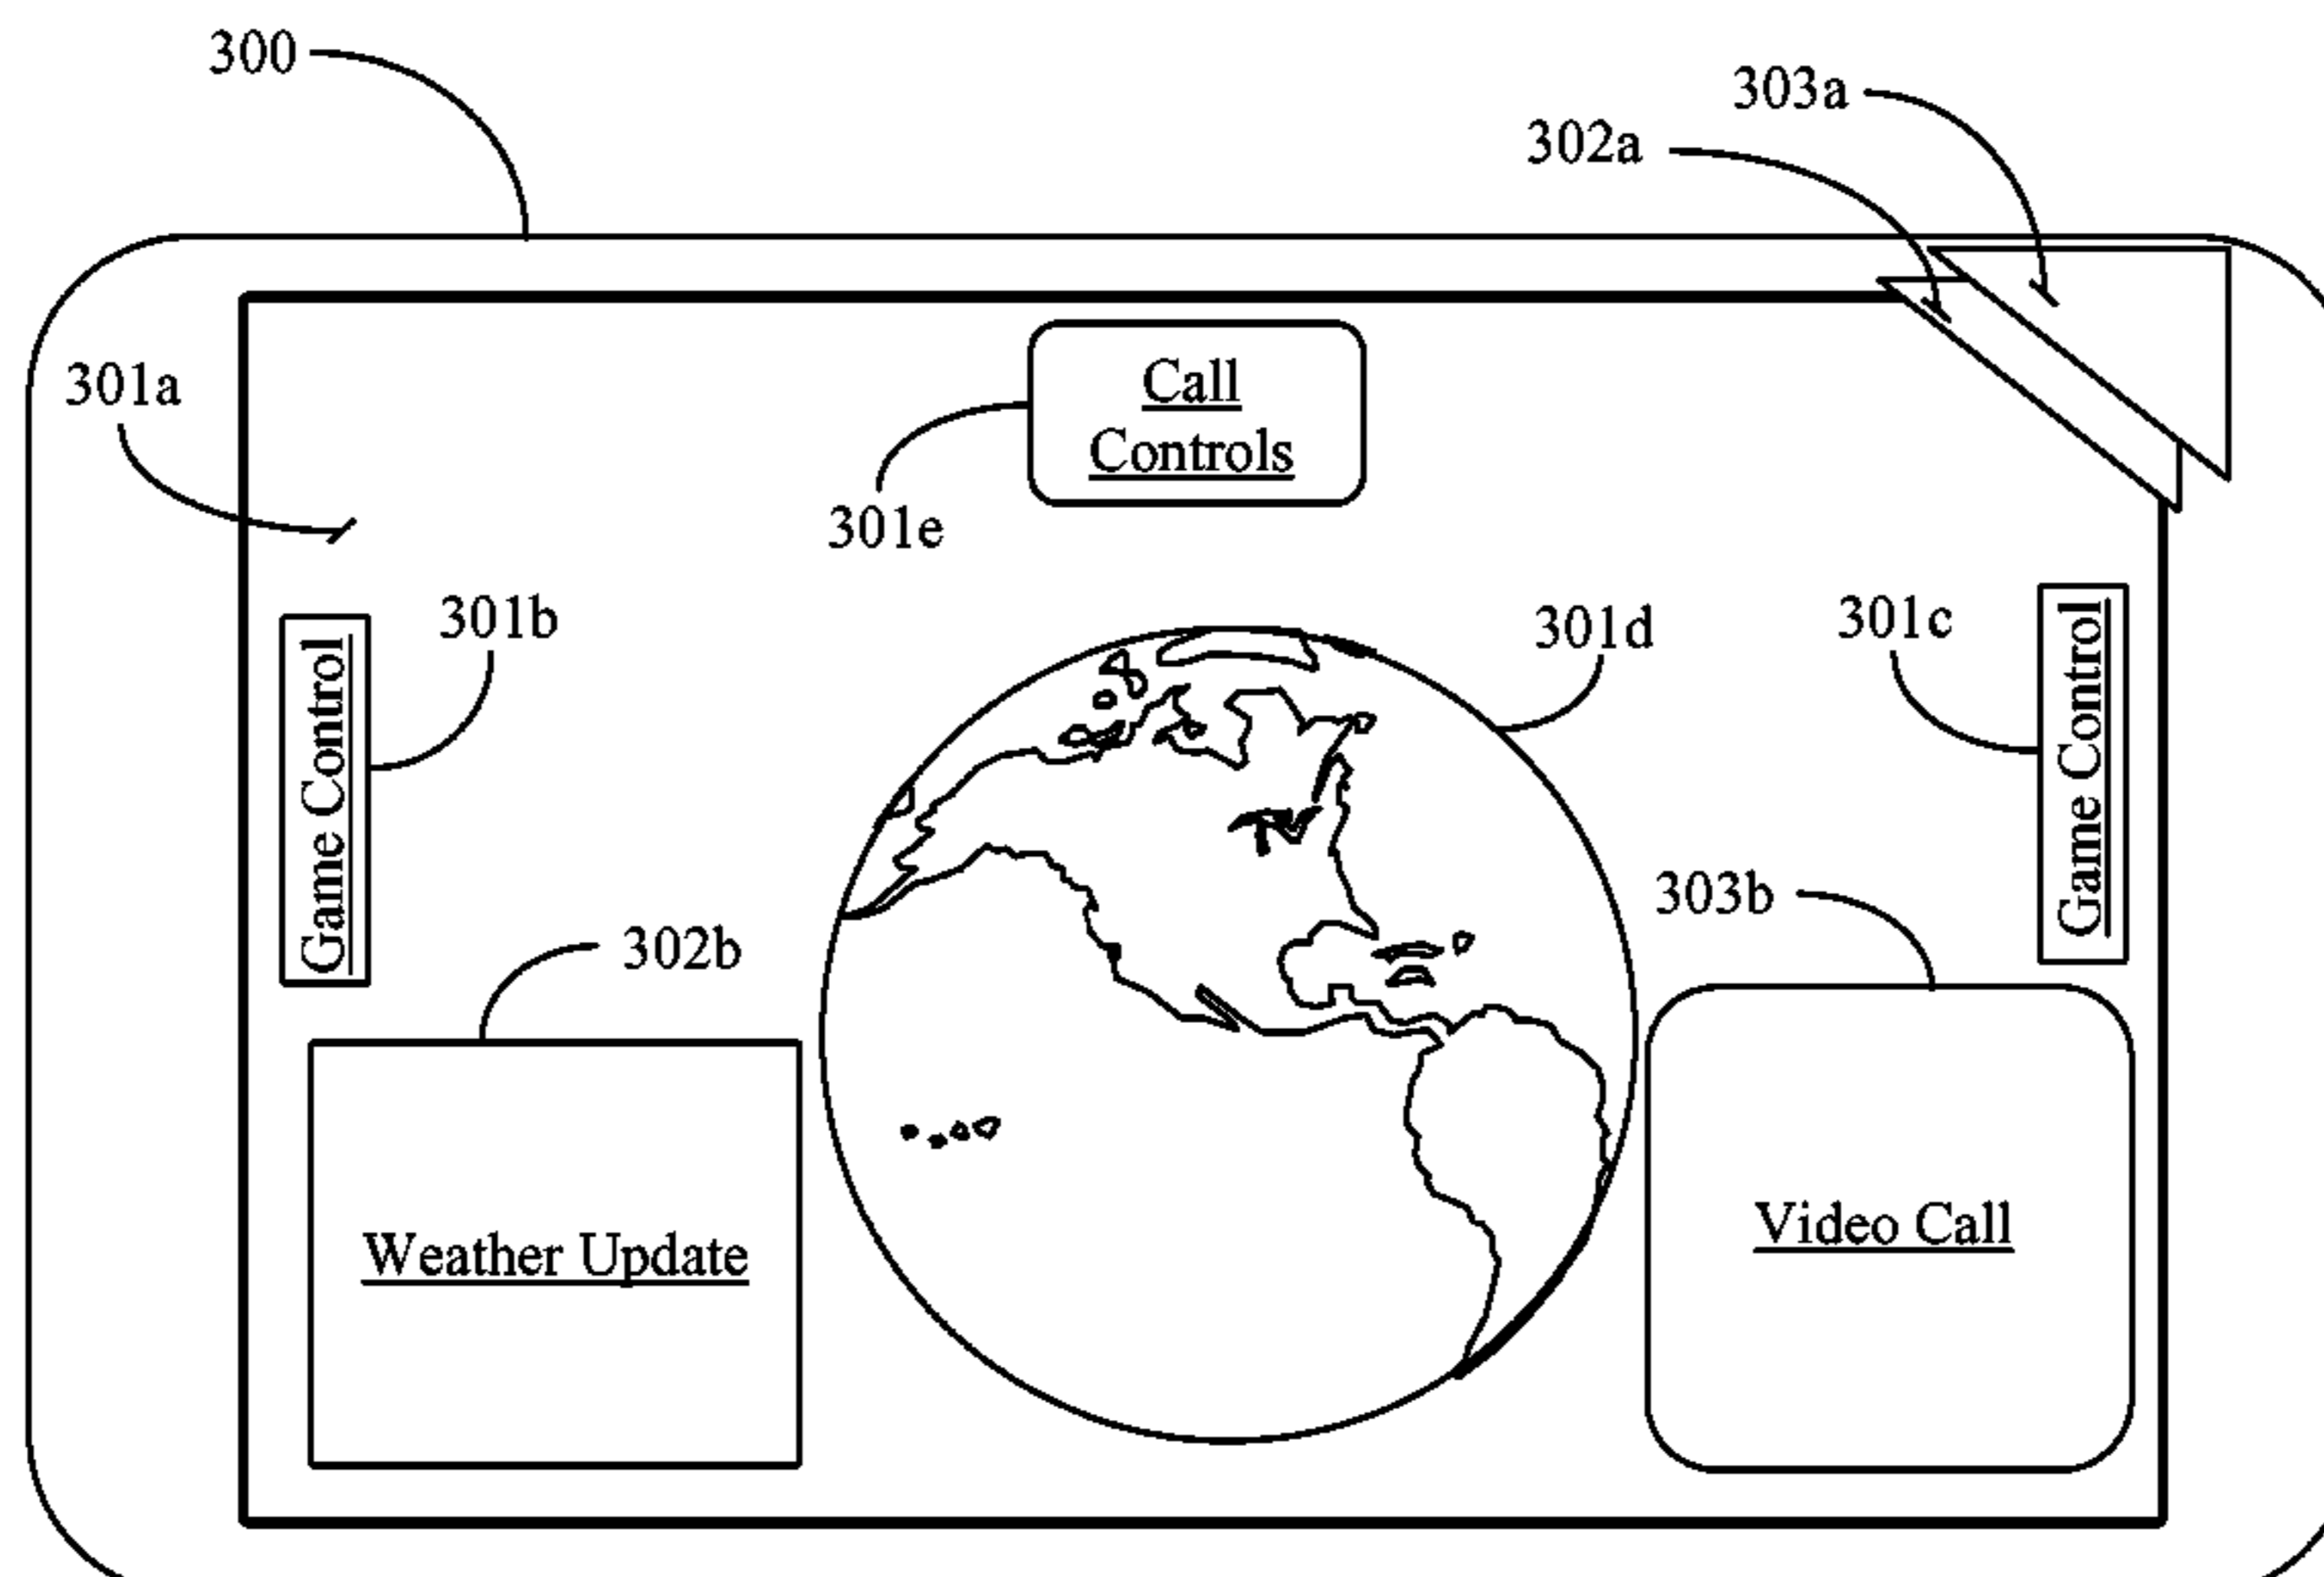 300
303a
302a
301a
Call
Controls
301e
301b
301d
301c
Game Control
Game Control
303b
302b
Weather Update
Video Call